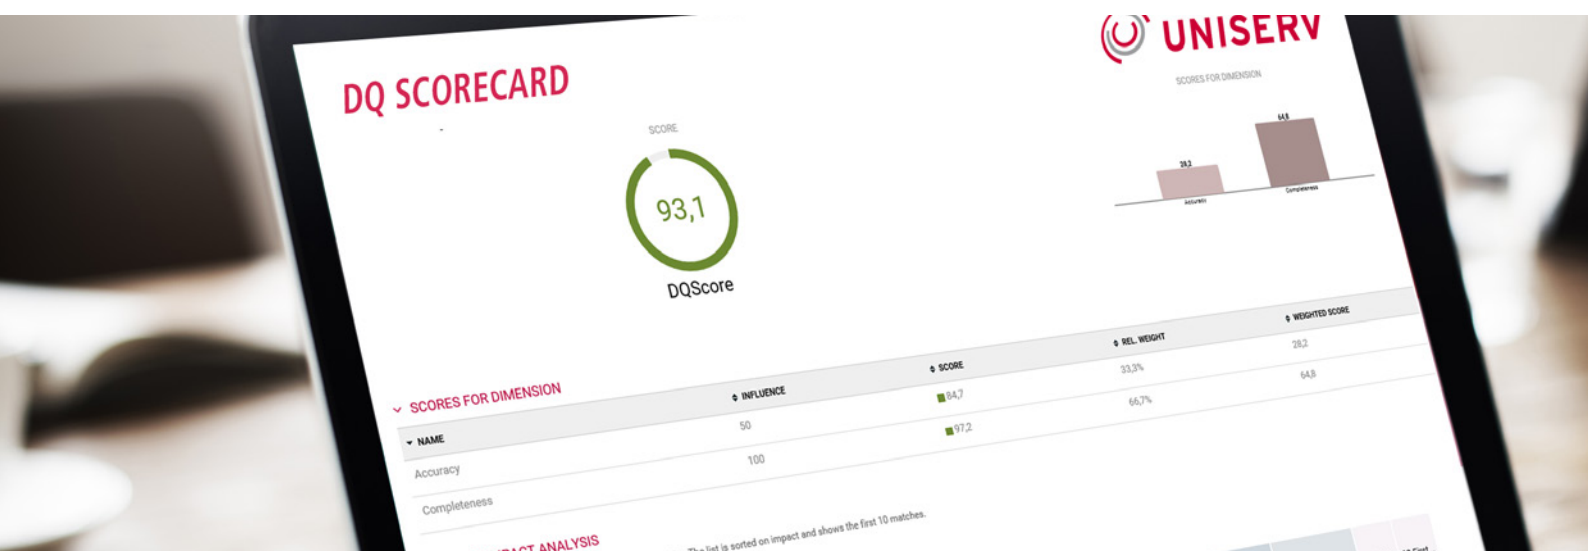 DQ SCORECARD
UNISERV
SCORE
93,1
DQScore
SCORES FOR DIMENSION
28,2
64,8
Accuracy
Completeness
SCORES FOR DIMENSION
NAME INFLUENCE SCORE REL. WEIGHT WEIGHTED SCORE
Accuracy 50 84,7 33,3% 28,2
Completeness 100 97,2 66,7% 64,8
ANALYSIS
The list is sorted on impact and shows the first 10 matches.
First